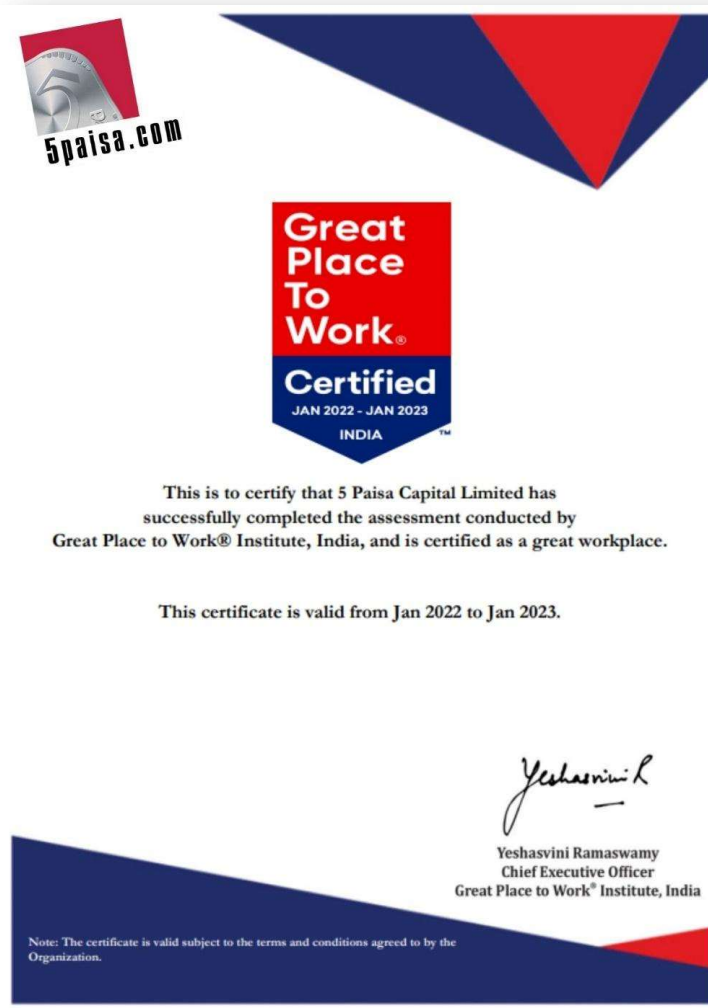 5paisa.com
Great
Place
To
Work®
Certified
JAN 2022 - JAN 2023
INDIA ™
This is to certify that 5 Paisa Capital Limited has
successfully completed the assessment conducted by
Great Place to Work® Institute, India, and is certified as a great workplace.
This certificate is valid from Jan 2022 to Jan 2023.
Yeshasvini R
Yeshasvini Ramaswamy
Chief Executive Officer
Great Place to Work® Institute, India
Note: The certificate is valid subject to the terms and conditions agreed to by the
Organization.